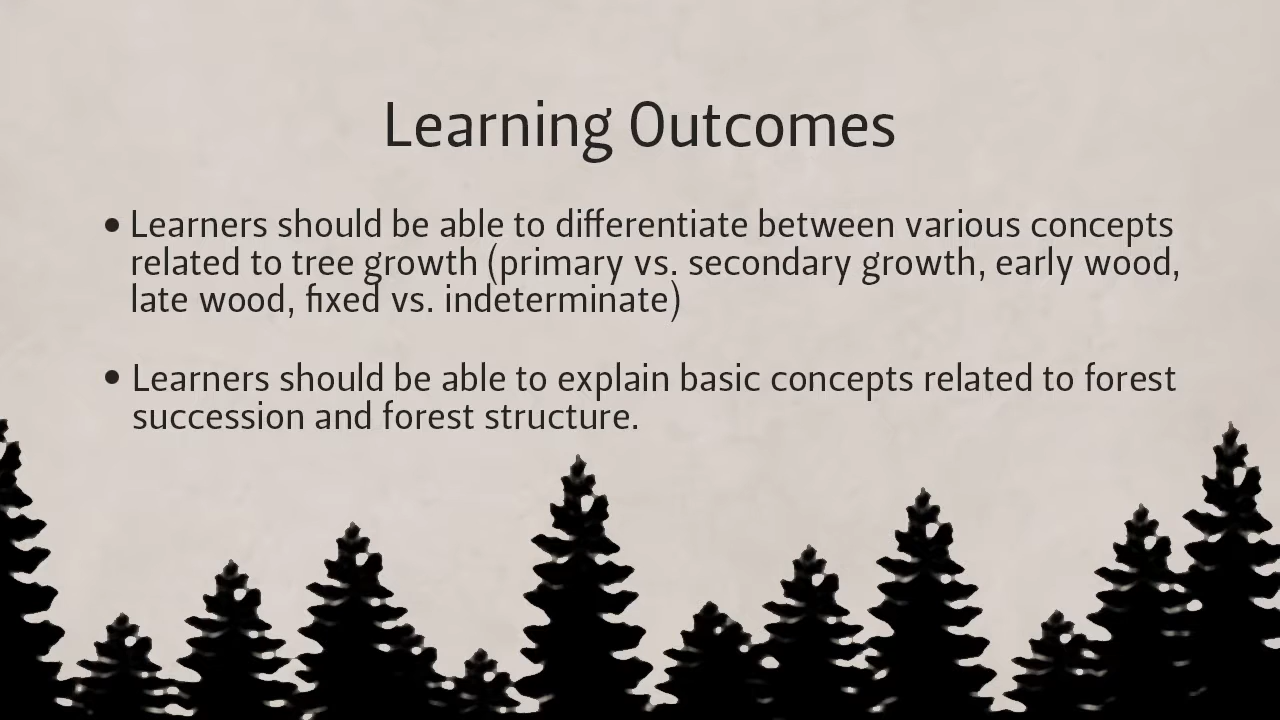 Learning Outcomes
• Learners should be able to differentiate between various concepts
related to tree growth (primary vs. secondary growth, early wood,
late wood, fixed vs. indeterminate)
• Learners should be able to explain basic concepts related to forest
succession and forest structure.